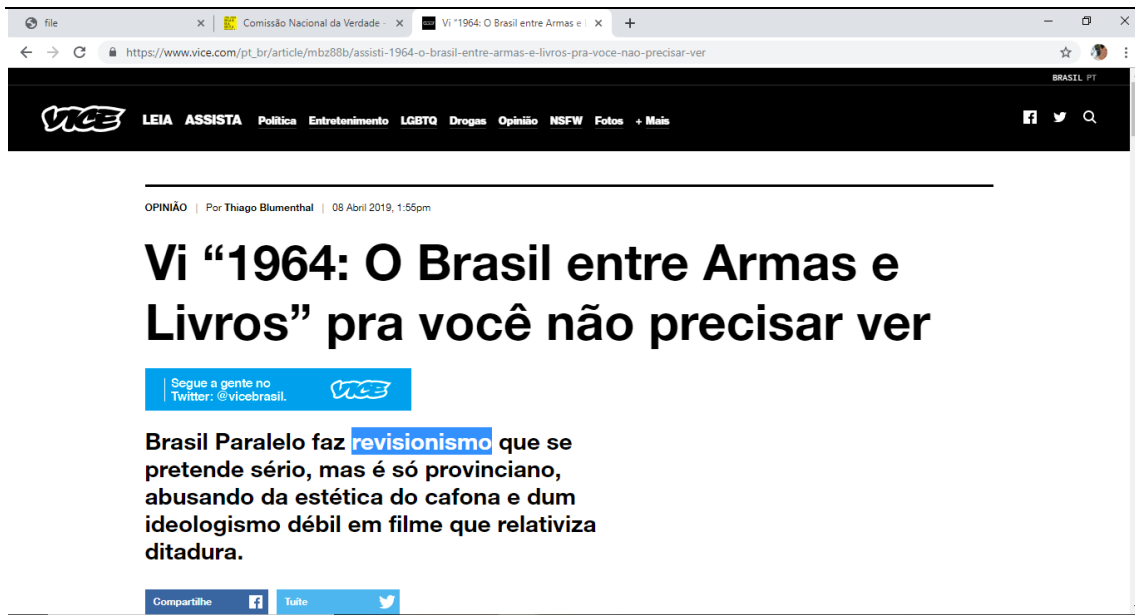 file
Comissão Nacional da Verdade -
Vi "1964: O Brasil entre Armas e
https://www.vice.com/pt_br/article/mbz88b/assisti-1964-o-brasil-entre-armas-e-livros-pra-voce-nao-precisar-ver
BRASIL PT
VICE LEIA ASSISTA Política Entretenimento LGBTQ Drogas Opinião NSFW Fotos + Mais
OPINIÃO | Por Thiago Blumenthal | 08 Abril 2019, 1:55pm
Vi “1964: O Brasil entre Armas e
Livros” pra você não precisar ver
Segue a gente no
Twitter: @vicebrasil.
VICE
Brasil Paralelo faz revisionismo que se
pretende sério, mas é só provinciano,
abusando da estética do cafona e dum
ideologismo débil em filme que relativiza
ditadura.
Compartilhe
Tuíte